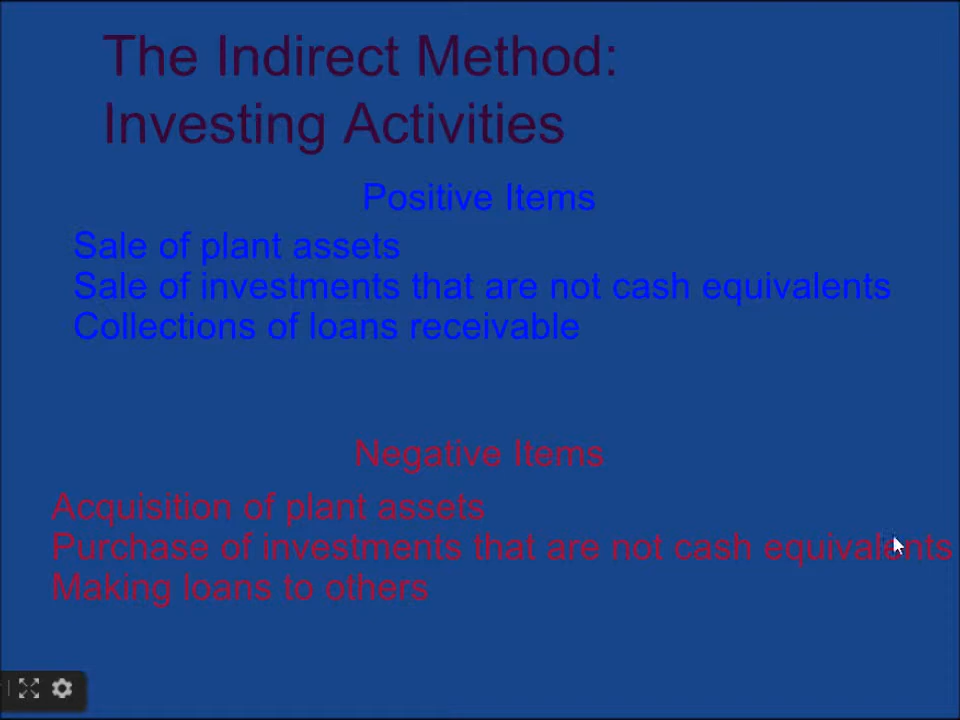 The Indirect Method:
Investing Activities
Positive Items
Sale of plant assets
Sale of investments that are not cash equivalents
Collections of loans receivable
Negative Items
Acquisition of plant assets
Purchase of investments that are not cash equivalents
Making loans to others